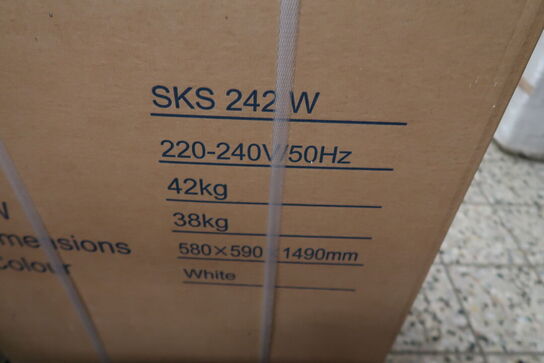 SKS 242 W
220-240V/50Hz
42kg
W 38kg
mensions 580×590 1490mm
Colour White